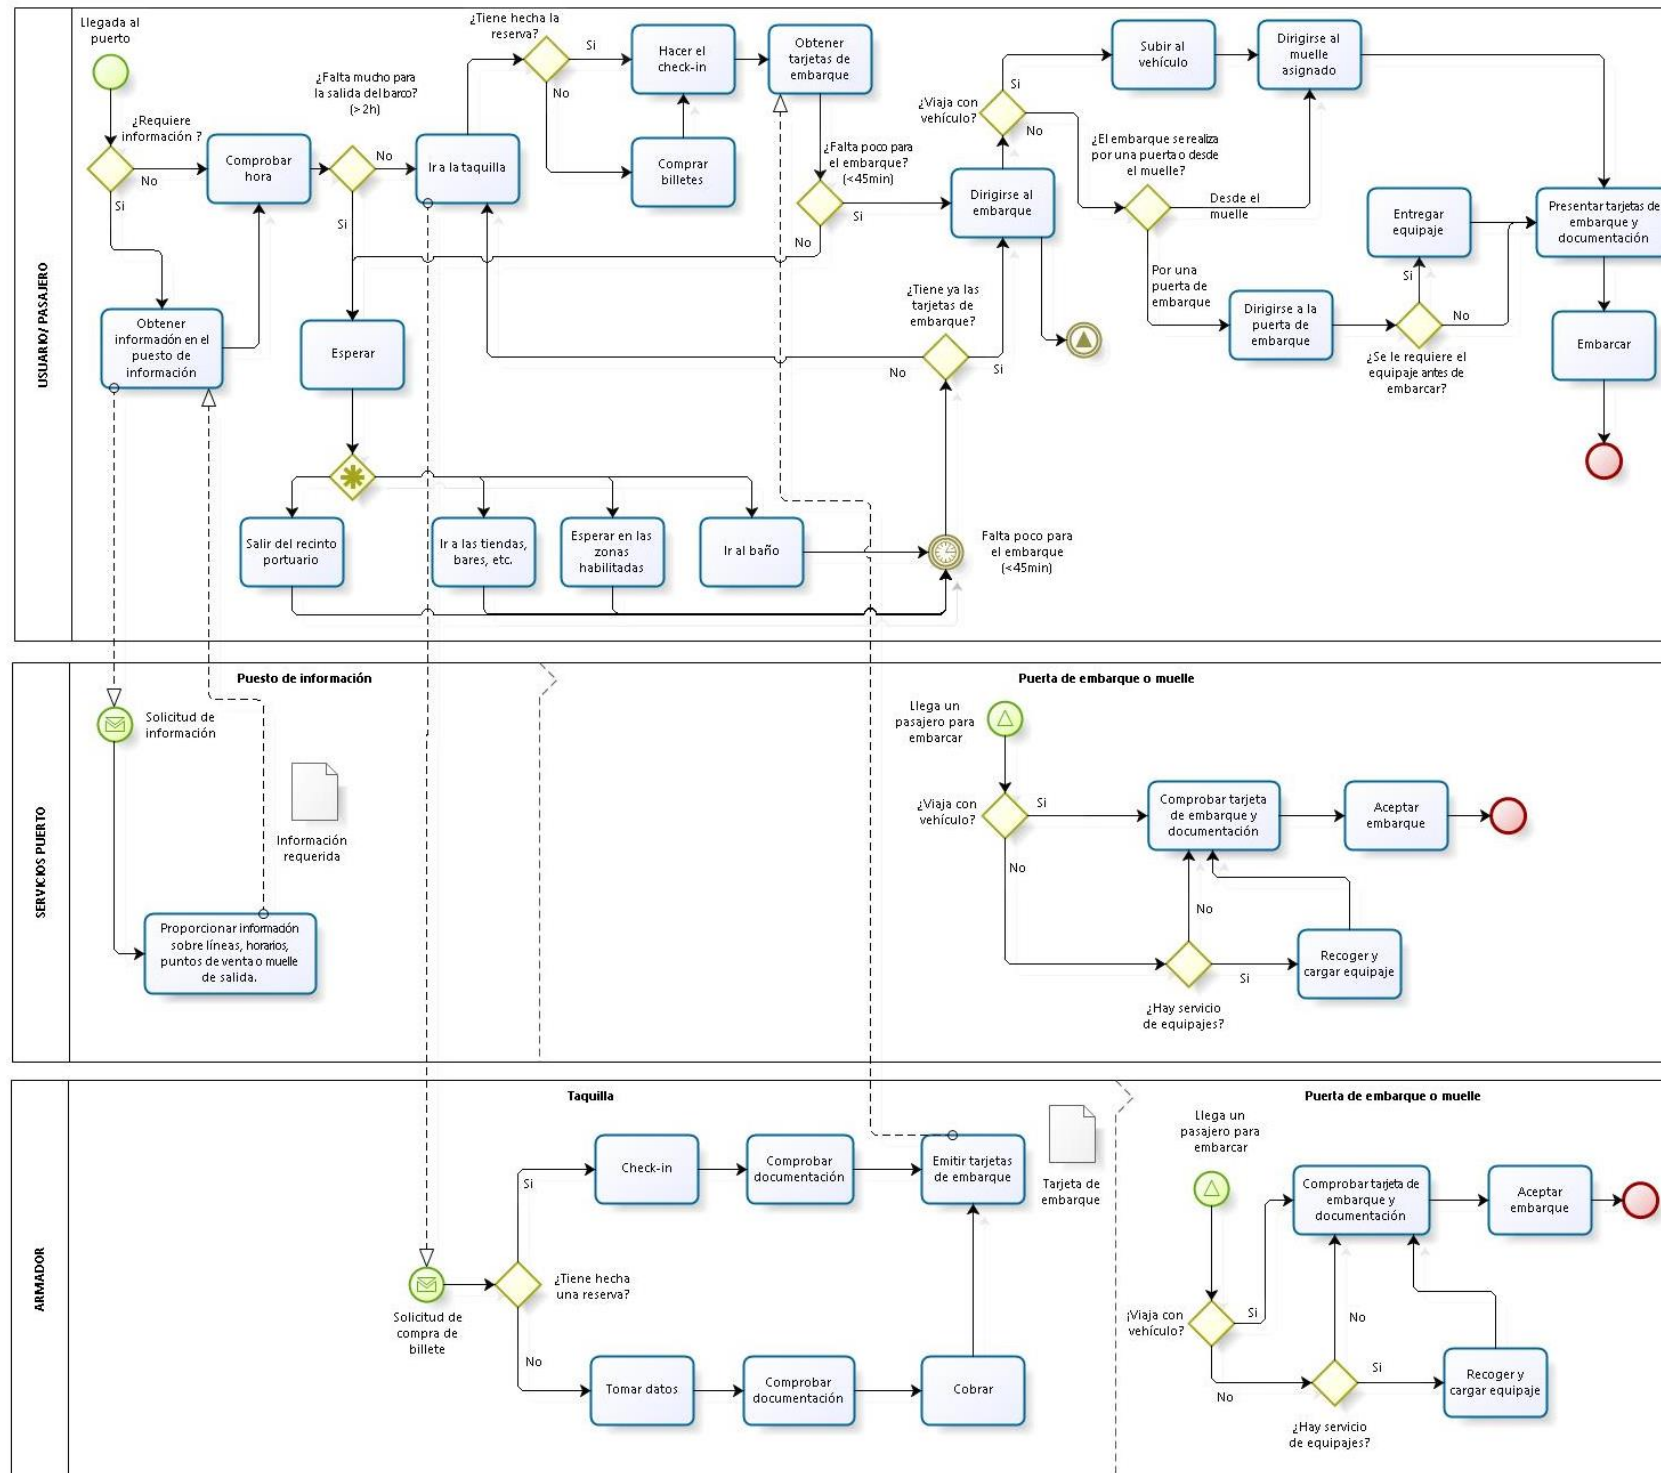 USUARIO/ PASAJERO
Llegada al
puerto
¿Requiere
información ?
No
Si
Obtener
información en el
puesto de
información
Comprobar
hora
¿Falta mucho para
la salida del barco?
(>2h)
No
Si
Ir a la taquilla
¿Tiene hecha la
reserva?
Si
No
Hacer el
check-in
Comprar
billetes
Obtener
tarjetas de
embarque
¿Falta poco para
el embarque?
(<45min)
Si
No
Esperar
Salir del recinto
portuario
Ir a las tiendas,
bares, etc.
Esperar en las
zonas
habilitadas
Ir al baño
Falta poco para
el embarque
(<45min)
¿Tiene ya las
tarjetas de
embarque?
No
Si
Dirigirse al
embarque
¿Viaja con
vehículo?
Si
No
Subir al
vehículo
Dirigirse al
muelle
asignado
¿El embarque se realiza
por una puerta o desde
el muelle?
Desde el
muelle
Por una
puerta de
embarque
Dirigirse a la
puerta de
embarque
¿Se le requiere el
equipaje antes de
embarcar?
Si
No
Entregar
equipaje
Presentar tarjetas de
embarque y
documentación
Embarcar
SERVICIOS PUERTO
Puesto de información
Solicitud de
información
Información
requerida
Proporcionar información
sobre líneas, horarios,
puntos de venta o muelle
de salida.
Puerta de embarque o muelle
Llega un
pasajero para
embarcar
¿Viaja con
vehículo?
Si
No
Comprobar tarjeta
de embarque y
documentación
Aceptar
embarque
No
Si
¿Hay servicio
de equipajes?
Recoger y
cargar equipaje
ARMADOR
Taquilla
Solicitud de
compra de
billete
¿Tiene hecha
una reserva?
Si
No
Check-in
Comprobar
documentación
Emitir tarjetas
de embarque
Tarjeta de
embarque
Tomar datos
Comprobar
documentación
Cobrar
Puerta de embarque o muelle
Llega un
pasajero para
embarcar
¡Viaja con
vehículo?
Si
No
Comprobar tarjeta de
embarque y
documentación
Aceptar
embarque
No
Si
¿Hay servicio
de equipajes?
Recoger y
cargar equipaje